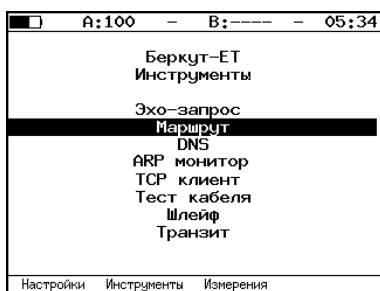 A:100 – B:---- – 05:34
Беркут-ЕТ
Инструменты
Эхо-запрос
Маршрут
DNS
ARP монитор
TCP клиент
Тест кабеля
Шлейф
Транзит
Настройки Инструменты Измерения